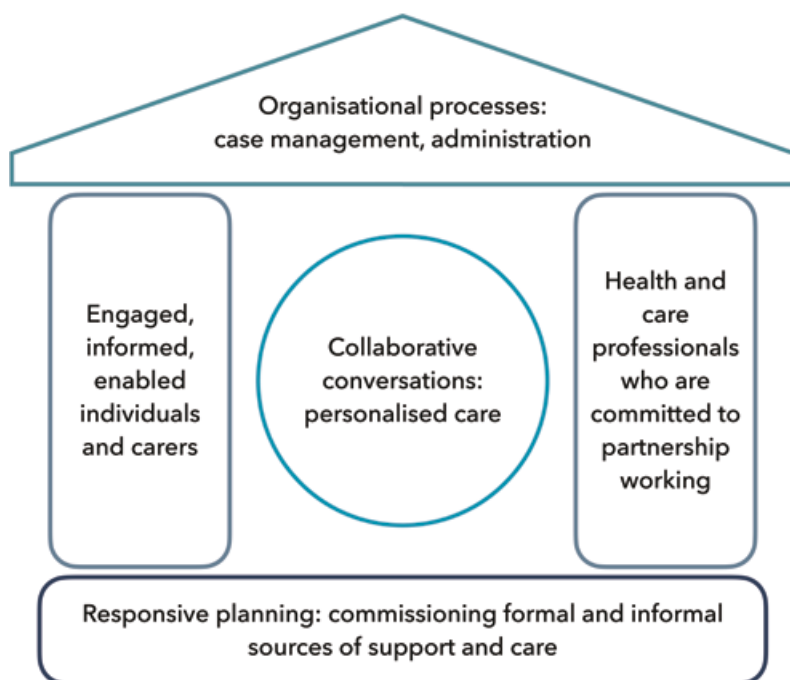 Organisational processes:
case management, administration
Engaged,
informed,
enabled
individuals
and carers
Collaborative
conversations:
personalised care
Health and
care
professionals
who are
committed to
partnership
working
Responsive planning: commissioning formal and informal
sources of support and care